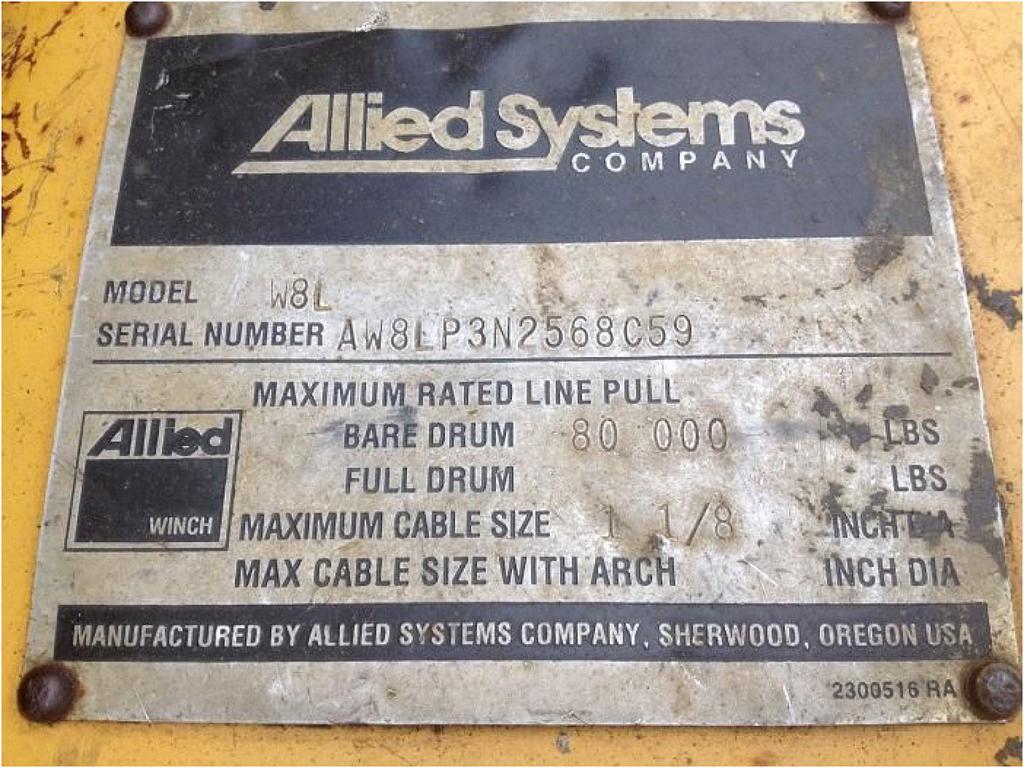 Allied Systems
COMPANY
MODEL W8L
SERIAL NUMBER AW8LP3N2568C59
MAXIMUM RATED LINE PULL
BARE DRUM 80 000 LBS
FULL DRUM LBS
MAXIMUM CABLE SIZE 1 1/8 INCH DIA
MAX CABLE SIZE WITH ARCH INCH DIA
Allied
WINCH
MANUFACTURED BY ALLIED SYSTEMS COMPANY, SHERWOOD, OREGON USA
2300516 RA